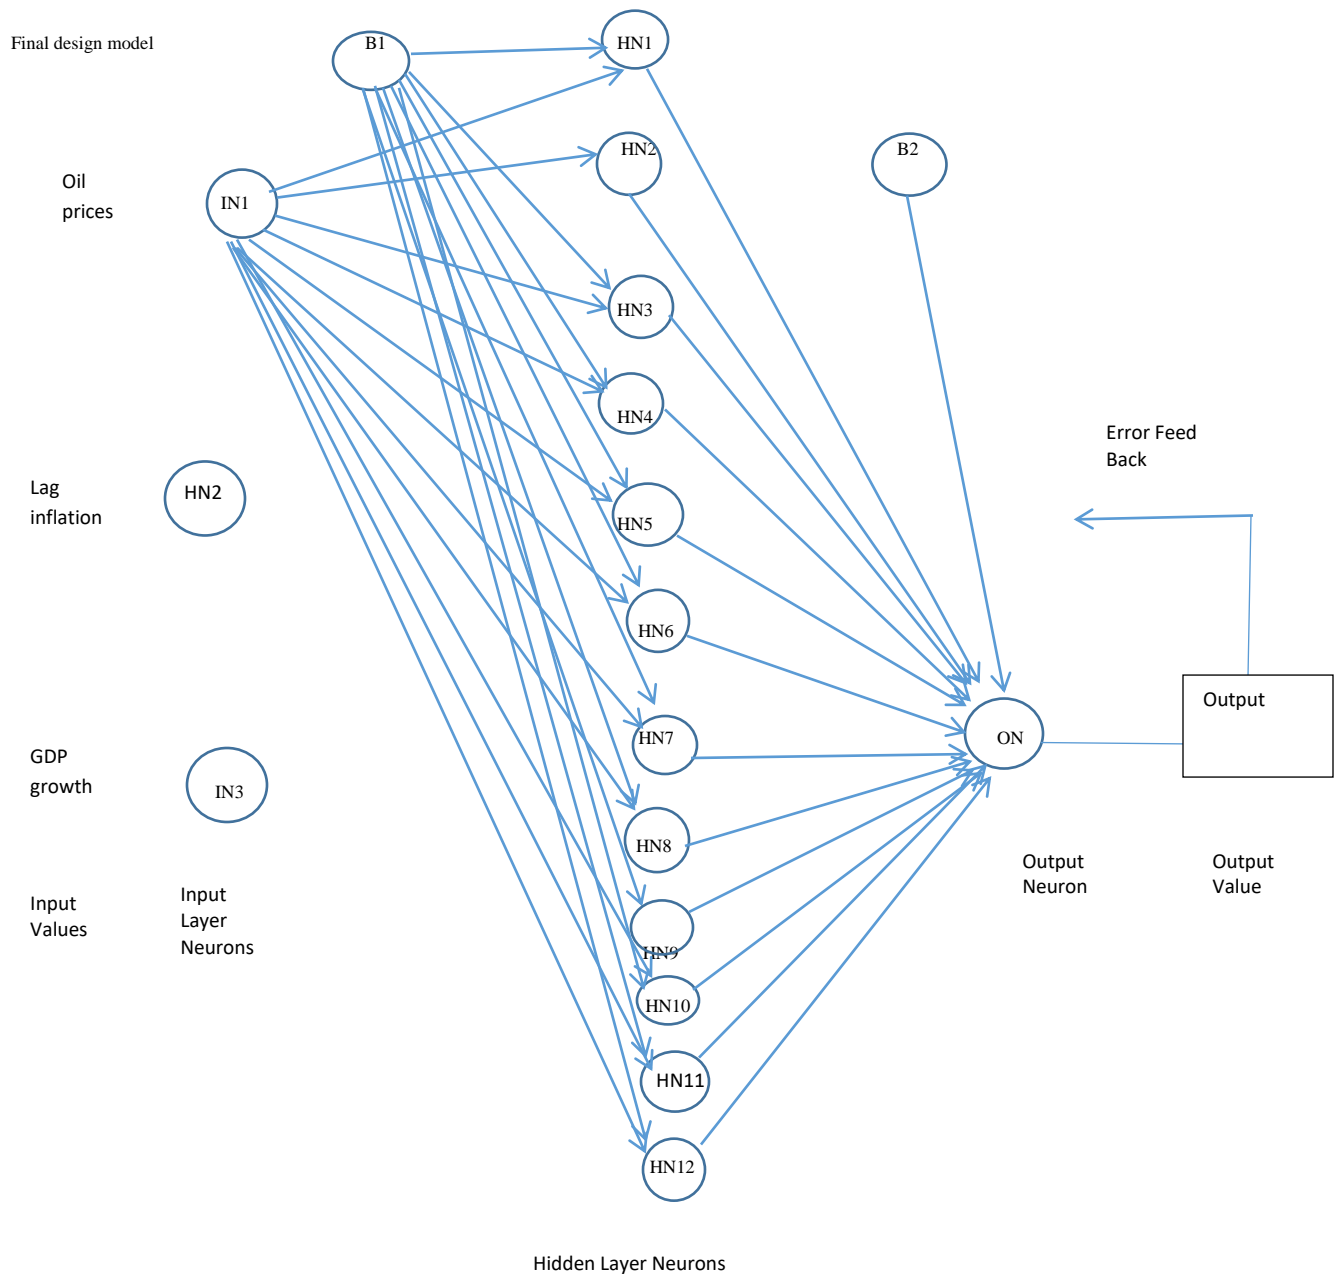 Final design model
B1
HN1
HN2
B2
Oil
prices
IN1
HN3
HN4
Error Feed
Back
Lag
inflation
HN2
HN5
HN6
Output
ON
HN7
GDP
growth
IN3
HN8
Output
Neuron
Output
Value
Input
Values
Input
Layer
Neurons
HN9
HN10
HN11
HN12
Hidden Layer Neurons